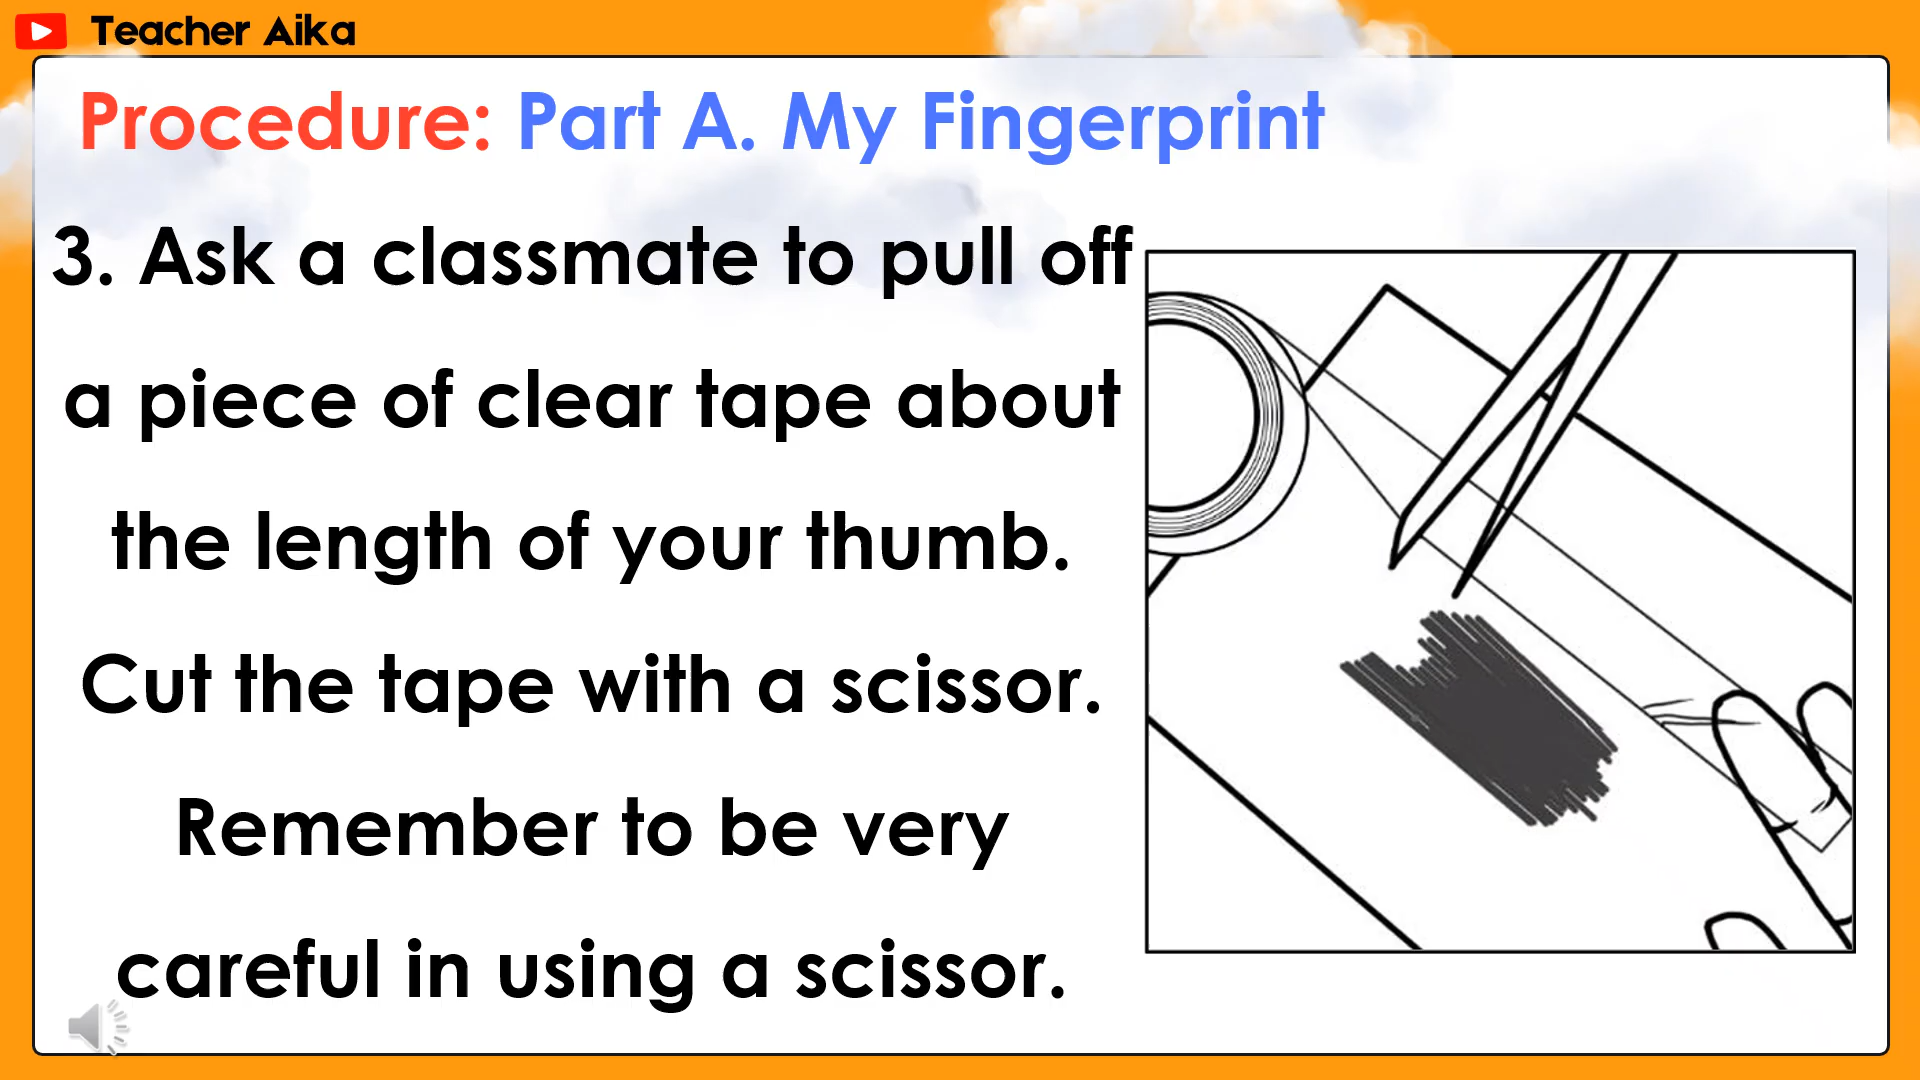 Teacher Aika
Procedure: Part A. My Fingerprint
3. Ask a classmate to pull off
a piece of clear tape about
the length of your thumb.
Cut the tape with a scissor.
Remember to be very
careful in using a scissor.